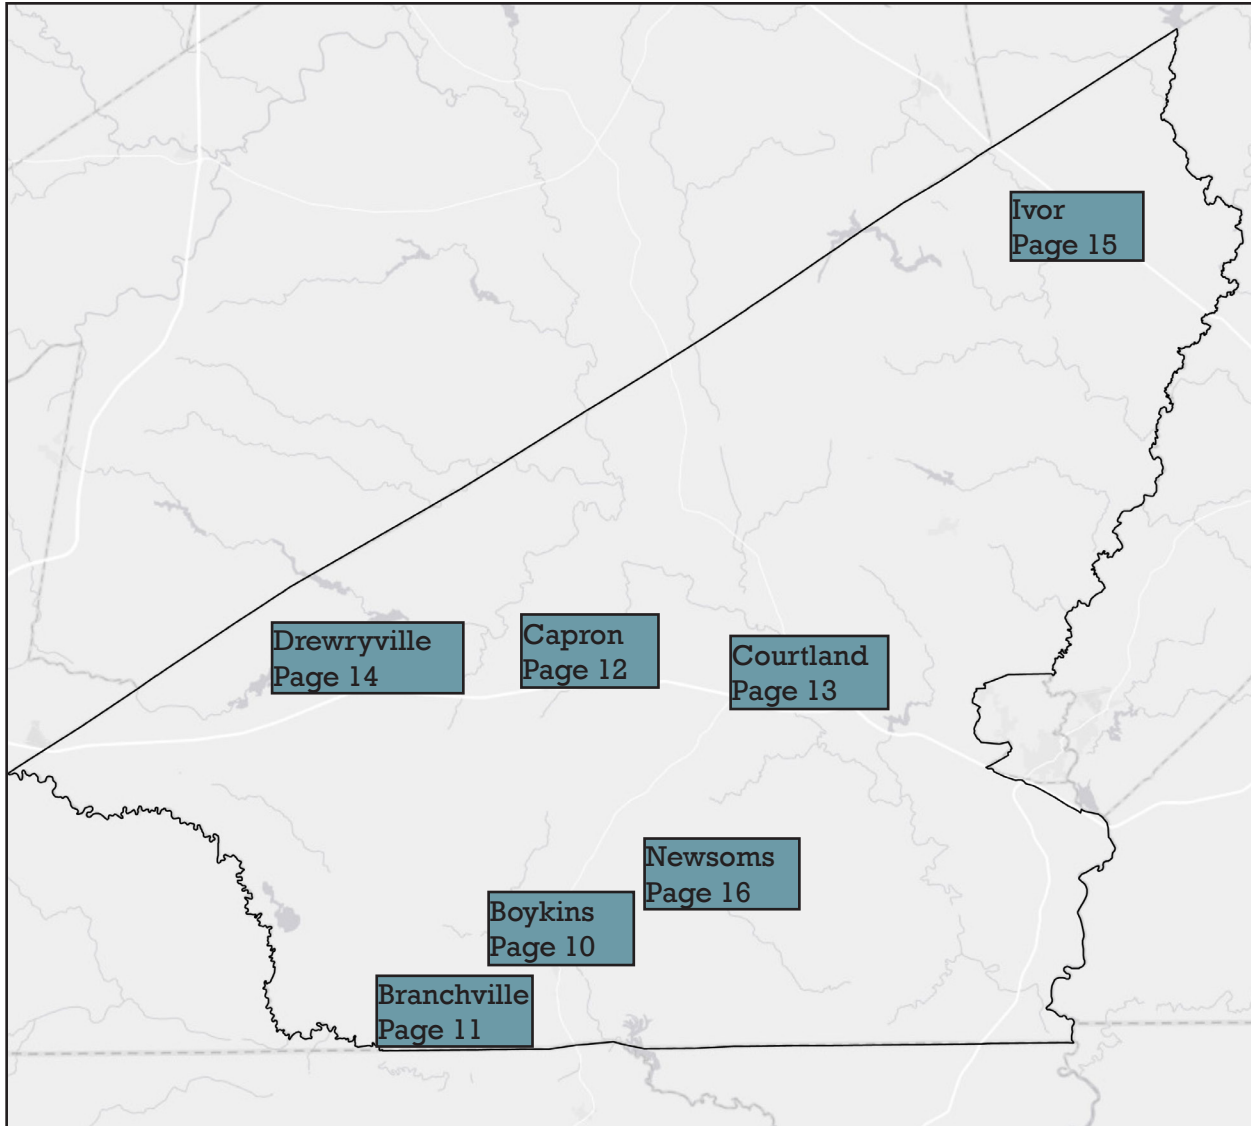 Ivor
Page 15
Drewryville
Page 14
Capron
Page 12
Courtland
Page 13
Newsoms
Page 16
Boykins
Page 10
Branchville
Page 11